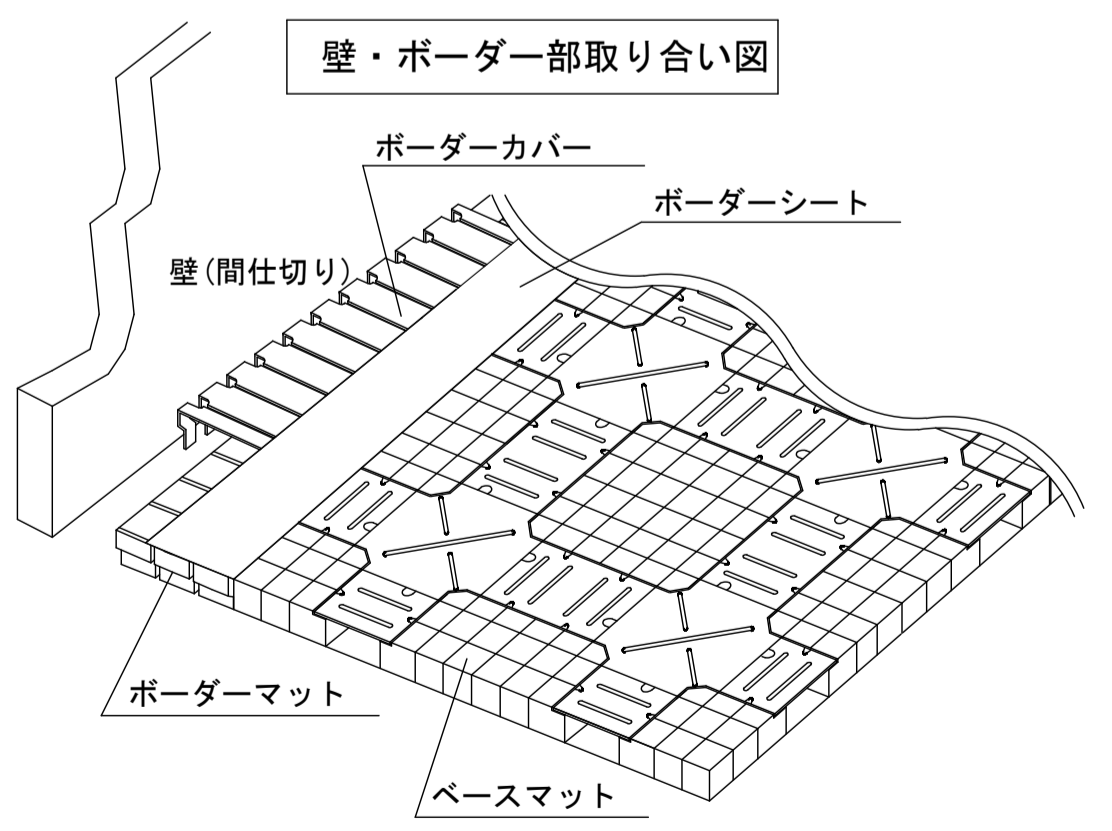 壁・ボーダー部取り合い図
ボーダーカバー
ボーダーシート
壁(間仕切り)
ボーダーマット
ベースマット